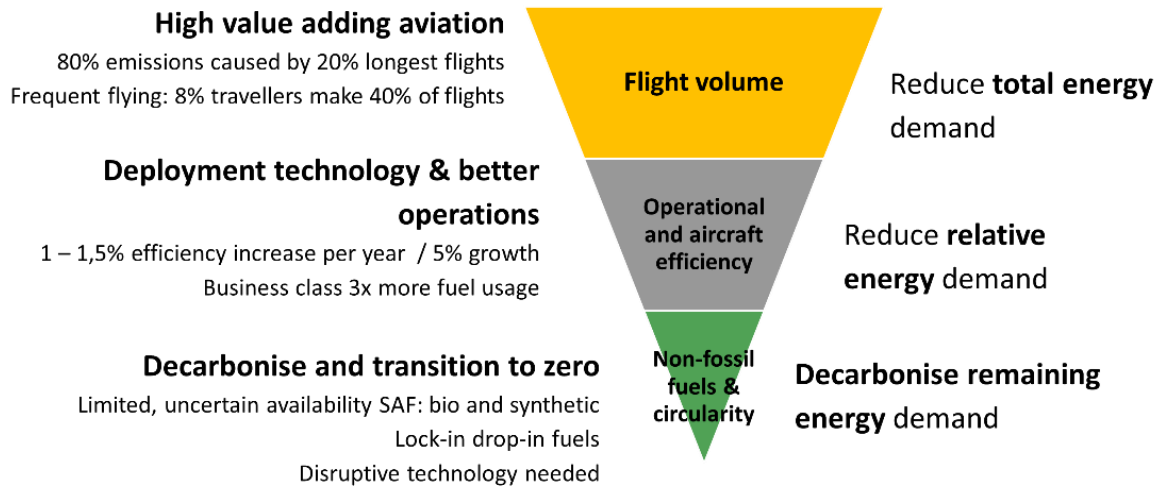 High value adding aviation
80% emissions caused by 20% longest flights
Frequent flying: 8% travellers make 40% of flights
Flight volume
Reduce total energy
demand
Deployment technology & better
operations
1 – 1,5% efficiency increase per year / 5% growth
Business class 3x more fuel usage
Operational
and aircraft
efficiency
Reduce relative
energy demand
Decarbonise and transition to zero
Limited, uncertain availability SAF: bio and synthetic
Lock-in drop-in fuels
Disruptive technology needed
Non-fossil
fuels &
circularity
Decarbonise remaining
energy demand